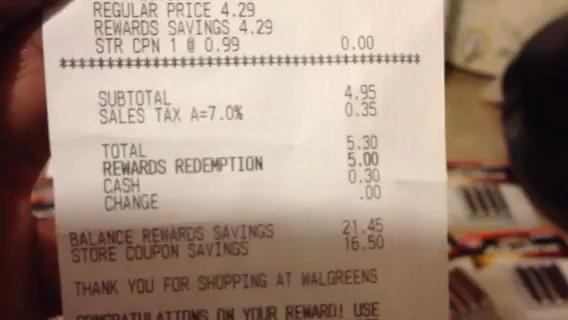 REGULAR PRICE 4.29
REWARDS SAVINGS 4.29
STR CPN 1 @ 0.99 0.00
****************************************
SUBTOTAL 4.95
SALES TAX A=7.0% 0.35
TOTAL 5.30
REWARDS REDEMPTION 5.00
CASH 0.30
CHANGE .00
BALANCE REWARDS SAVINGS 21.45
STORE COUPON SAVINGS 16.50
THANK YOU FOR SHOPPING AT WALGREENS
CONGRATULATIONS ON YOUR REWARD! USE